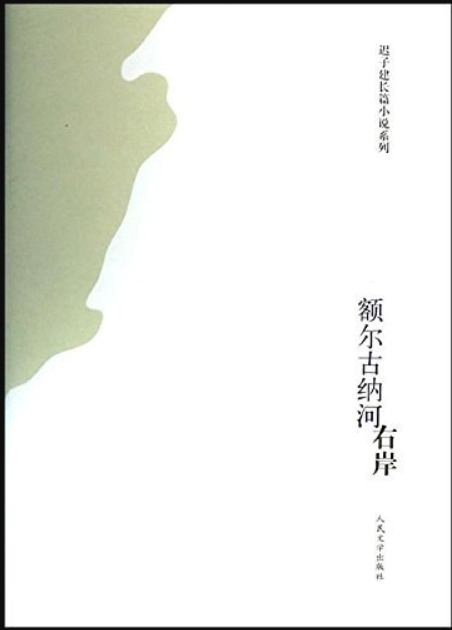 迟子建长篇小说系列
额尔古纳河
右岸
人民文学出版社